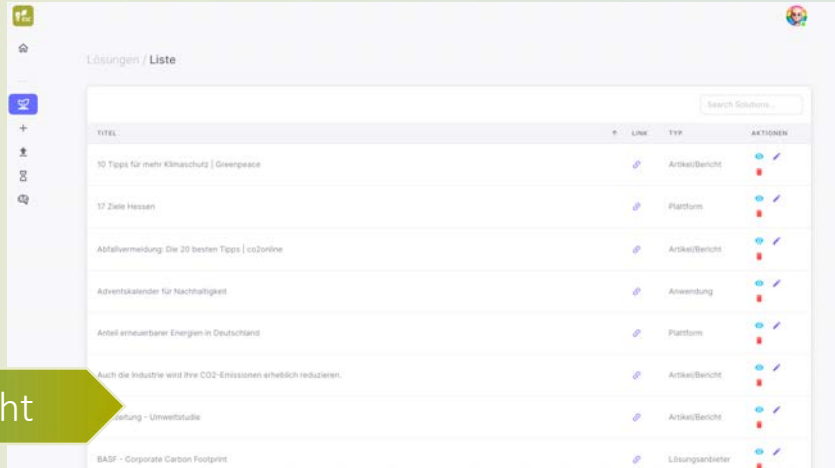 Lösungen / Liste
Search Solutions...
TITEL LINK TYP AKTIONEN
10 Tipps für mehr Klimaschutz | Greenpeace Artikel/Bericht
17 Ziele Hessen Plattform
Abfallvermeidung: Die 20 besten Tipps | co2online Artikel/Bericht
Adventskalender für Nachhaltigkeit Anwendung
Anteil erneuerbarer Energien in Deutschland Plattform
Auch die Industrie wird ihre CO2-Emissionen erheblich reduzieren. Artikel/Bericht
ht
- Umweltstudie Artikel/Bericht
BASF - Corporate Carbon Footprint Lösungsanbieter